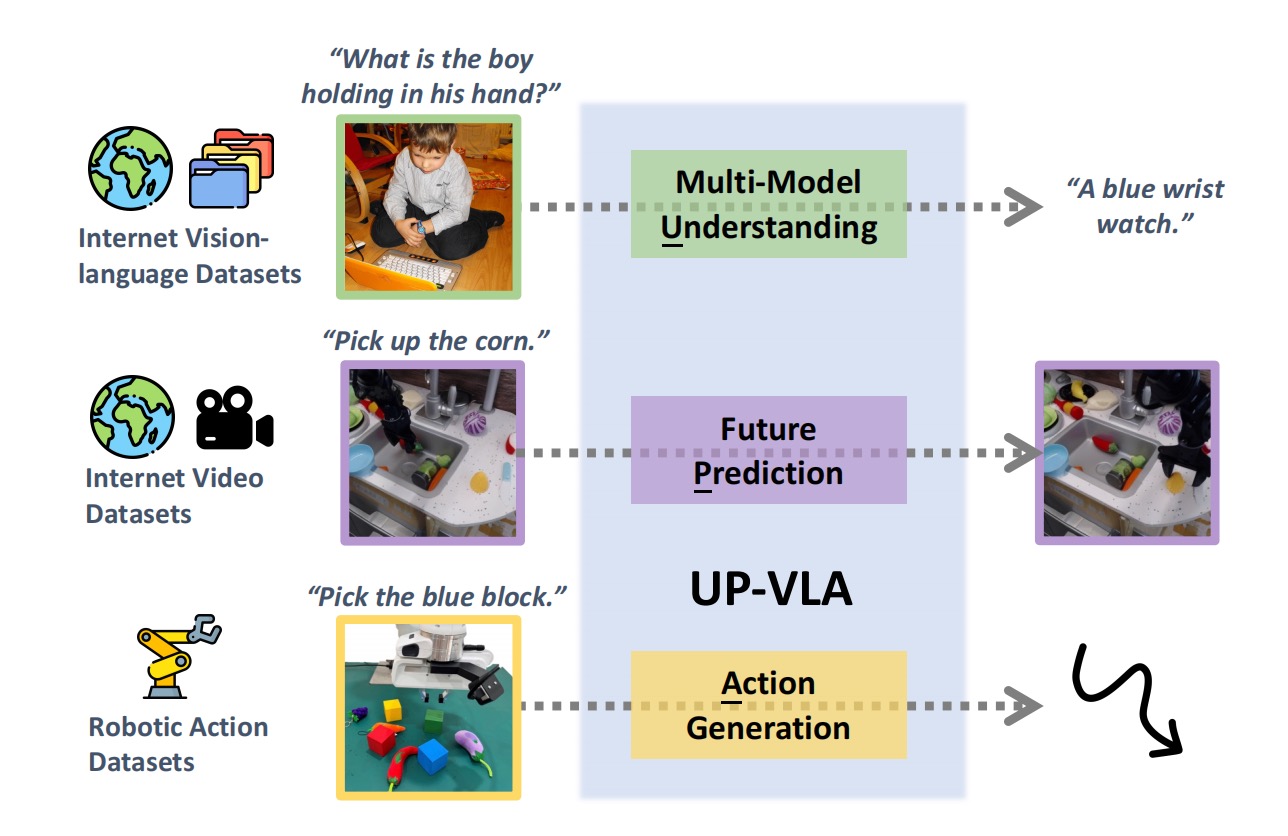 “What is the boy
holding in his hand?”
Internet Vision-
language Datasets
Multi-Model
Understanding
“A blue wrist
watch.”
“Pick up the corn.”
Internet Video
Datasets
Future
Prediction
UP-VLA
“Pick the blue block.”
Robotic Action
Datasets
Action
Generation